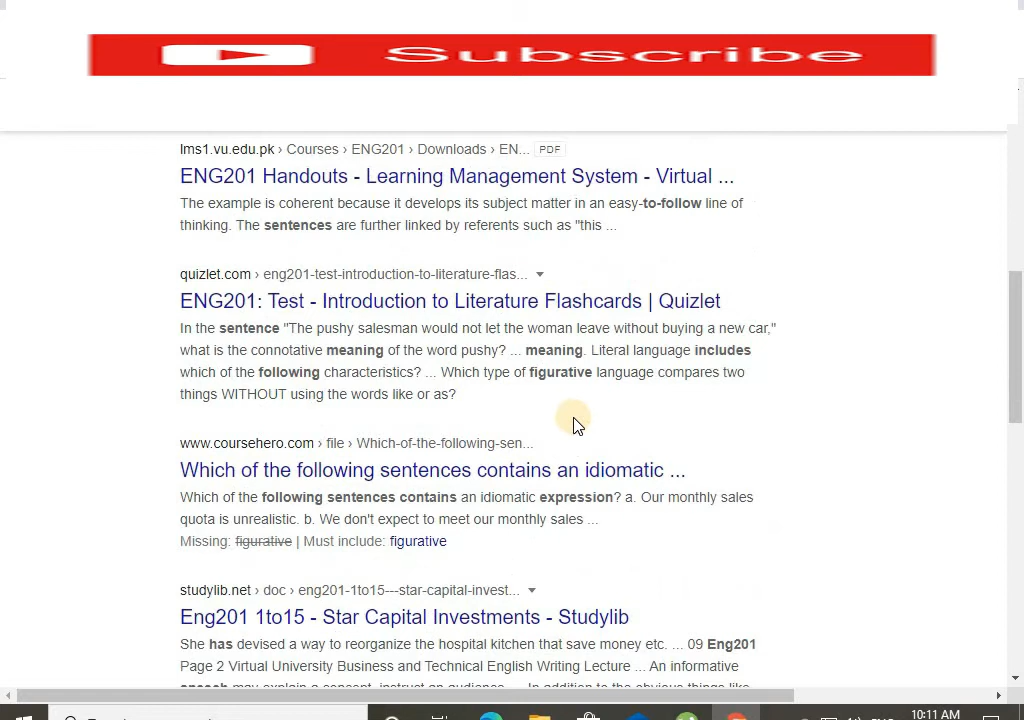 Subscribe
lms1.vu.edu.pk › Courses › ENG201 › Downloads › EN... PDF
ENG201 Handouts - Learning Management System - Virtual ...
The example is coherent because it develops its subject matter in an easy-to-follow line of
thinking. The sentences are further linked by referents such as "this ...
quizlet.com › eng201-test-introduction-to-literature-flas...
ENG201: Test - Introduction to Literature Flashcards | Quizlet
In the sentence "The pushy salesman would not let the woman leave without buying a new car,"
what is the connotative meaning of the word pushy? ... meaning. Literal language includes
which of the following characteristics? ... Which type of figurative language compares two
things WITHOUT using the words like or as?
www.coursehero.com › file › Which-of-the-following-sen...
Which of the following sentences contains an idiomatic ...
Which of the following sentences contains an idiomatic expression? a. Our monthly sales
quota is unrealistic. b. We don't expect to meet our monthly sales ...
Missing: figurative | Must include: figurative
studylib.net › doc › eng201-1to15---star-capital-invest...
Eng201 1to15 - Star Capital Investments - Studylib
She has devised a way to reorganize the hospital kitchen that save money etc. ... 09 Eng201
Page 2 Virtual University Business and Technical English Writing Lecture ... An informative
10:11 AM